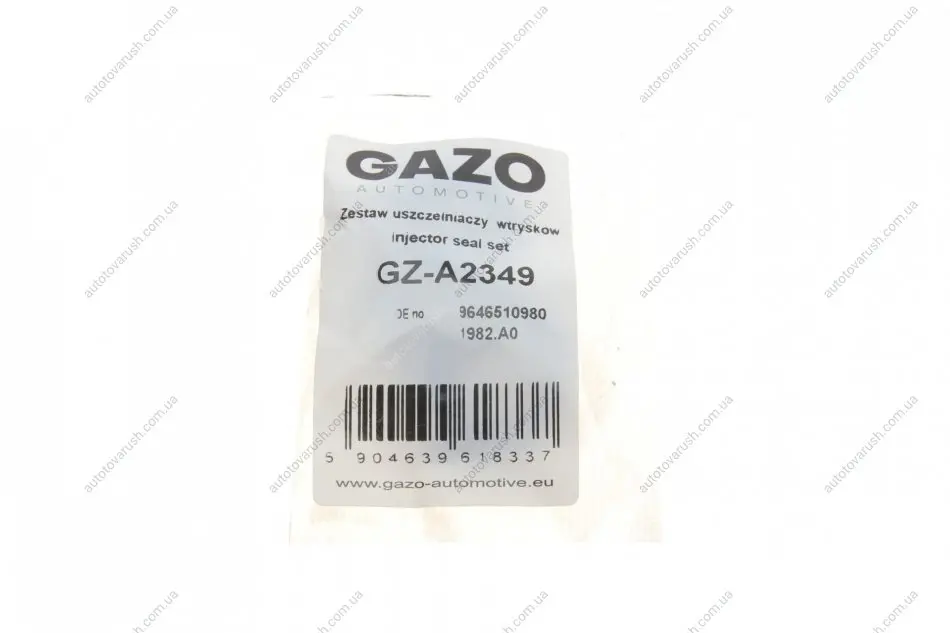 GAZO
AUTOMOTIVE
Zestaw uszczelniaczy wtrysków
injector seal set
GZ-A2349
OE no 9646510980
1982.A0
5 904639 618337
www.gazo-automotive.eu
autotovarush.com.ua